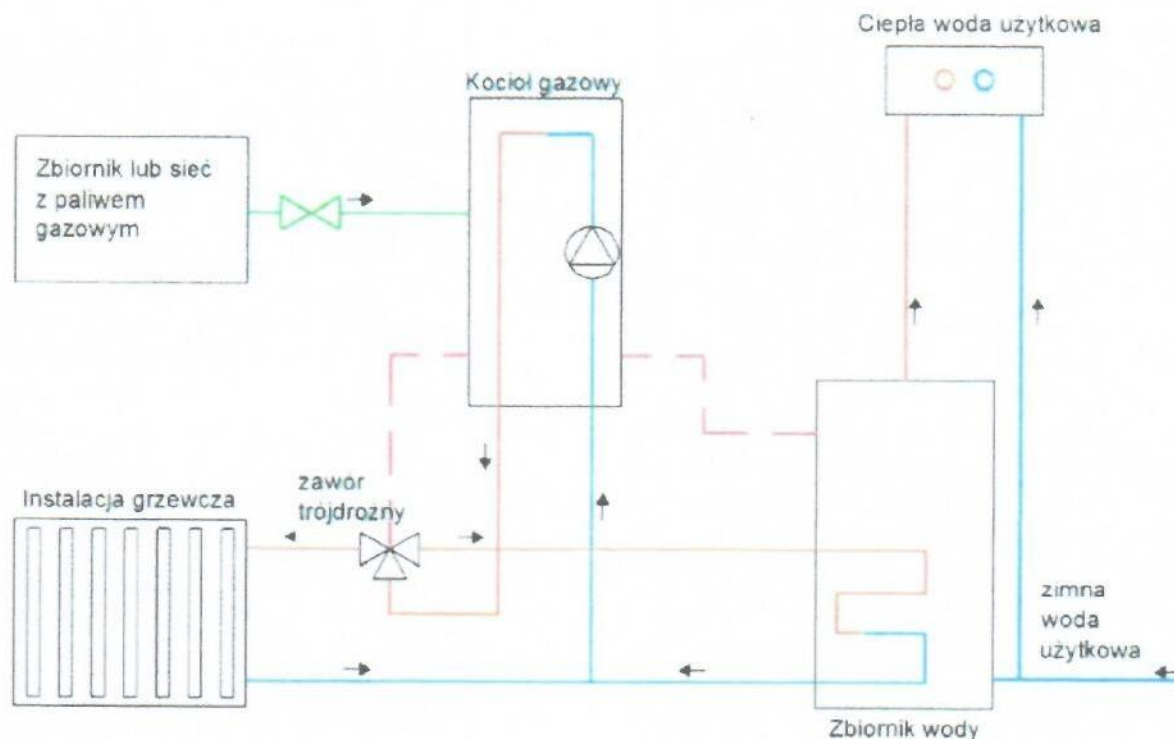 Ciepła woda użytkowa
Kocioł gazowy
Zbiornik lub sieć
z paliwem
gazowym
zawór
trójdrożny
Instalacja grzewcza
zimna
woda
użytkowa
Zbiornik wody